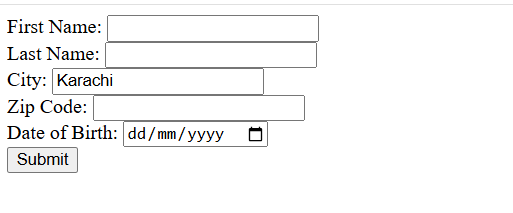 First Name:
Last Name:
City: Karachi
Zip Code:
Date of Birth: dd/mm/yyyy
Submit